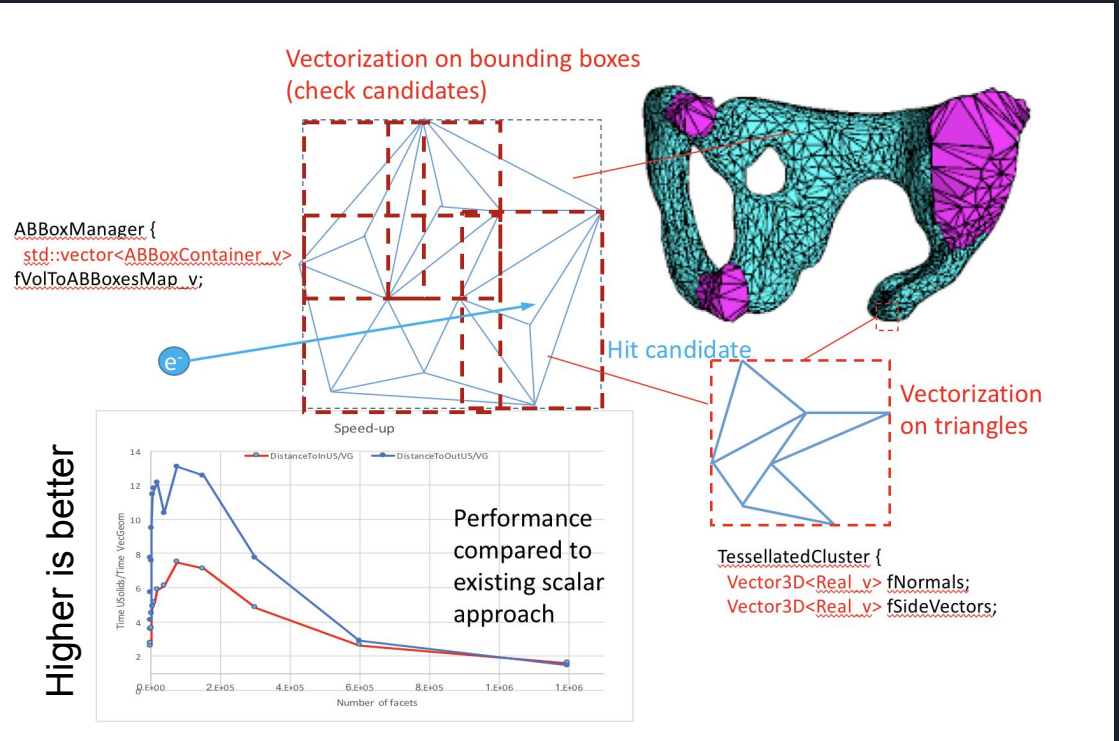 Vectorization on bounding boxes
(check candidates)
ABBoxManager {
std::vector<ABBoxContainer_v>
fVolToABBoxesMap_v;
e-
Hit candidate
Vectorization
on triangles
TessellatedCluster {
Vector3D<Real_v> fNormals;
Vector3D<Real_v> fSideVectors;
Higher is better
Speed-up
DistanceToInUS/VG
DistanceToOutUS/VG
Time USolids/Time VecGeom
14
12
10
8
6
4
2
0
Performance
compared to
existing scalar
approach
0.E+00 2.E+05 4.E+05 6.E+05 8.E+05 1.E+06 1.E+06
Number of facets